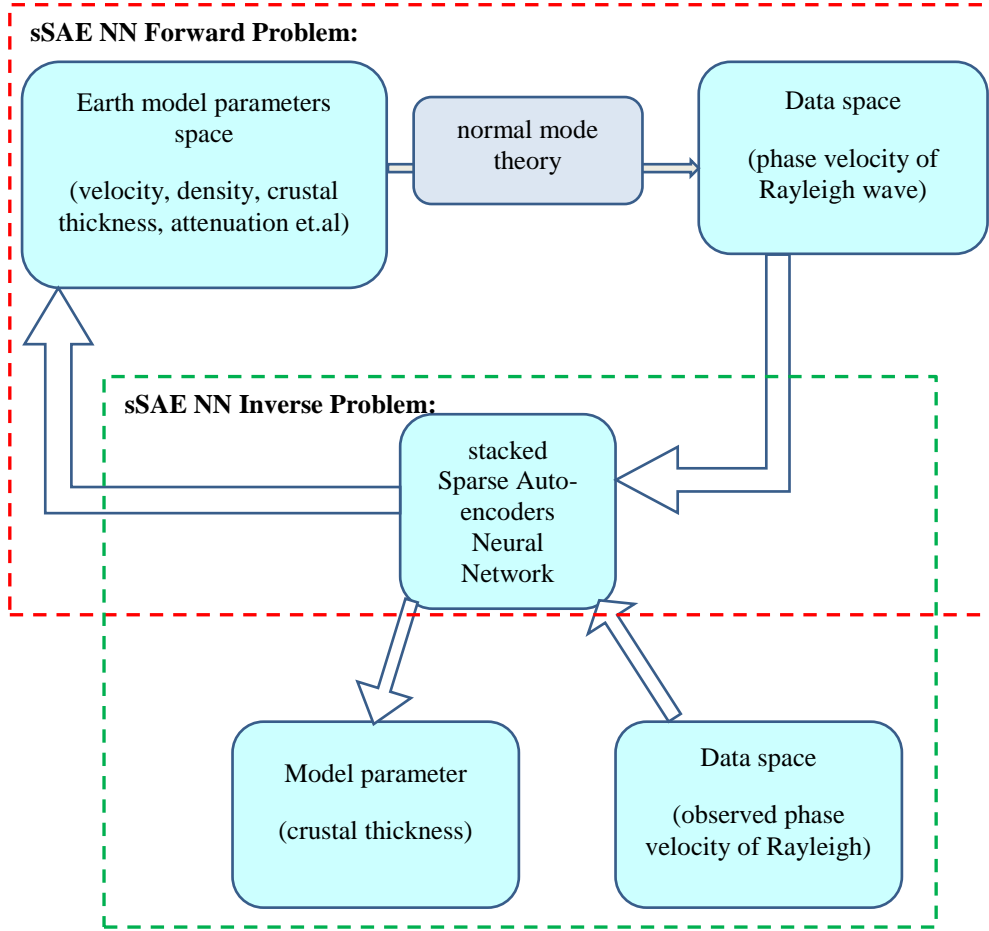 sSAE NN Forward Problem:
Earth model parameters
space
(velocity, density, crustal
thickness, attenuation et.al)
normal mode
theory
Data space
(phase velocity of
Rayleigh wave)
sSAE NN Inverse Problem:
stacked
Sparse Auto-
encoders
Neural
Network
Model parameter
(crustal thickness)
Data space
(observed phase
velocity of Rayleigh)